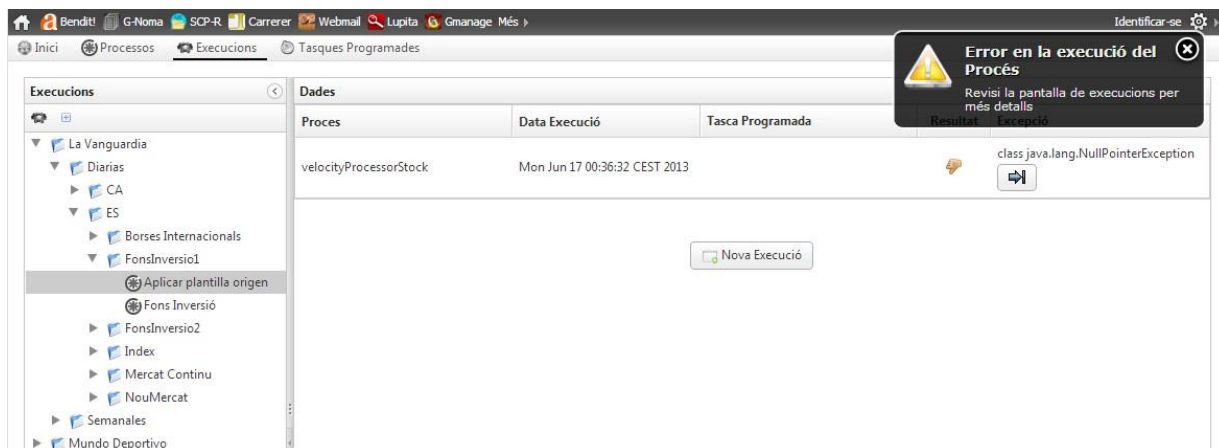 Bendit! G-Noma SCP-R Carrerer Webmail Lupita Gmanage Més Identificar-se
Inici Processos Execucions Tasques Programades
Error en la execució del
Procés
Revisi la pantalla de execucions per
més detalls
Execucions
Dades
Proces Data Execució Tasca Programada Resultat Excepció
velocityProcessorStock Mon Jun 17 00:36:32 CEST 2013 class java.lang.NullPointerException
Nova Execució
La Vanguardia
Diarias
CA
ES
Borses Internacionals
FonsInversio1
Aplicar plantilla origen
Fons Inversió
FonsInversio2
Index
Mercat Continu
NouMercat
Semanales
Mundo Deportivo